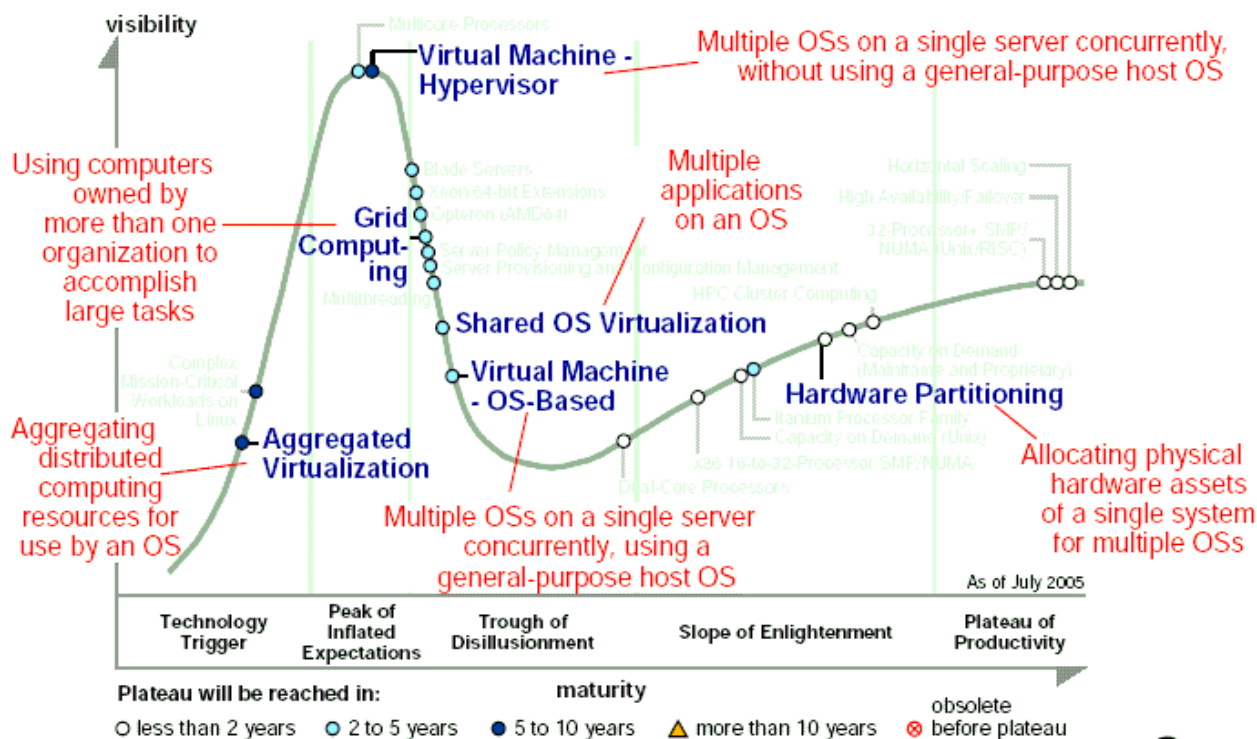 visibility
Multicore Processors
Virtual Machine -
Hypervisor
Multiple OSs on a single server concurrently,
without using a general-purpose host OS
Using computers
owned by
more than one
organization to
accomplish
large tasks
Blade Servers
Xeon 64-bit Extensions
Opteron (AMD64)
Grid
Comput-
ing
Server Policy Management
Server Provisioning and Configuration Management
Multithreading
Multiple
applications
on an OS
Horizontal Scaling
High Availability/Failover
32-Processor+ SMP/
NUMA (Unix/RISC)
HPC Cluster Computing
Shared OS Virtualization
Virtual Machine
- OS-Based
Capacity on Demand
(Mainframe and Proprietary)
Hardware Partitioning
Itanium Processor Family
Capacity on Demand (Unix)
x86 16-to-32-Processor SMP/NUMA
Dual-Core Processors
Complex
Mission-Critical
Workloads on
Linux
Aggregated
Virtualization
Aggregating
distributed
computing
resources for
use by an OS
Multiple OSs on a single server
concurrently, using a
general-purpose host OS
Allocating physical
hardware assets
of a single system
for multiple OSs
As of July 2005
Technology
Trigger
Peak of
Inflated
Expectations
Trough of
Disillusionment
Slope of Enlightenment
Plateau of
Productivity
maturity
Plateau will be reached in:
less than 2 years
2 to 5 years
5 to 10 years
more than 10 years
obsolete
before plateau